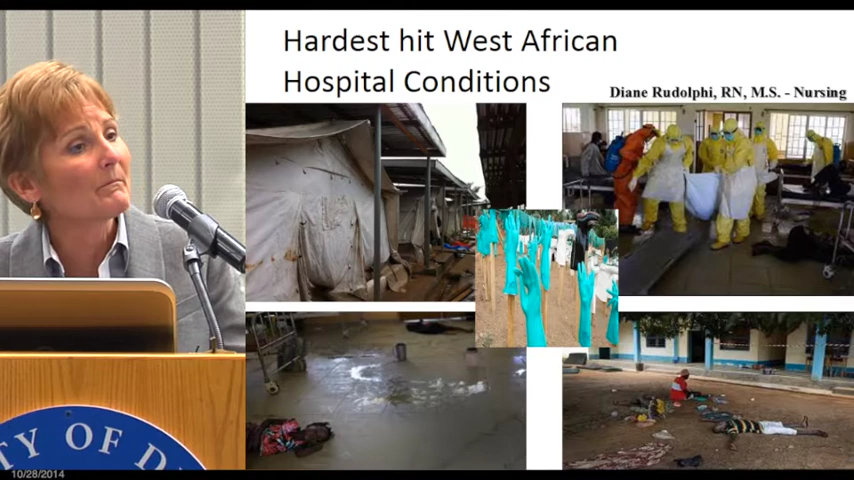 Hardest hit West African
Hospital Conditions
Diane Rudolphi, RN, M.S. - Nursing
TY OF D
10/28/2014